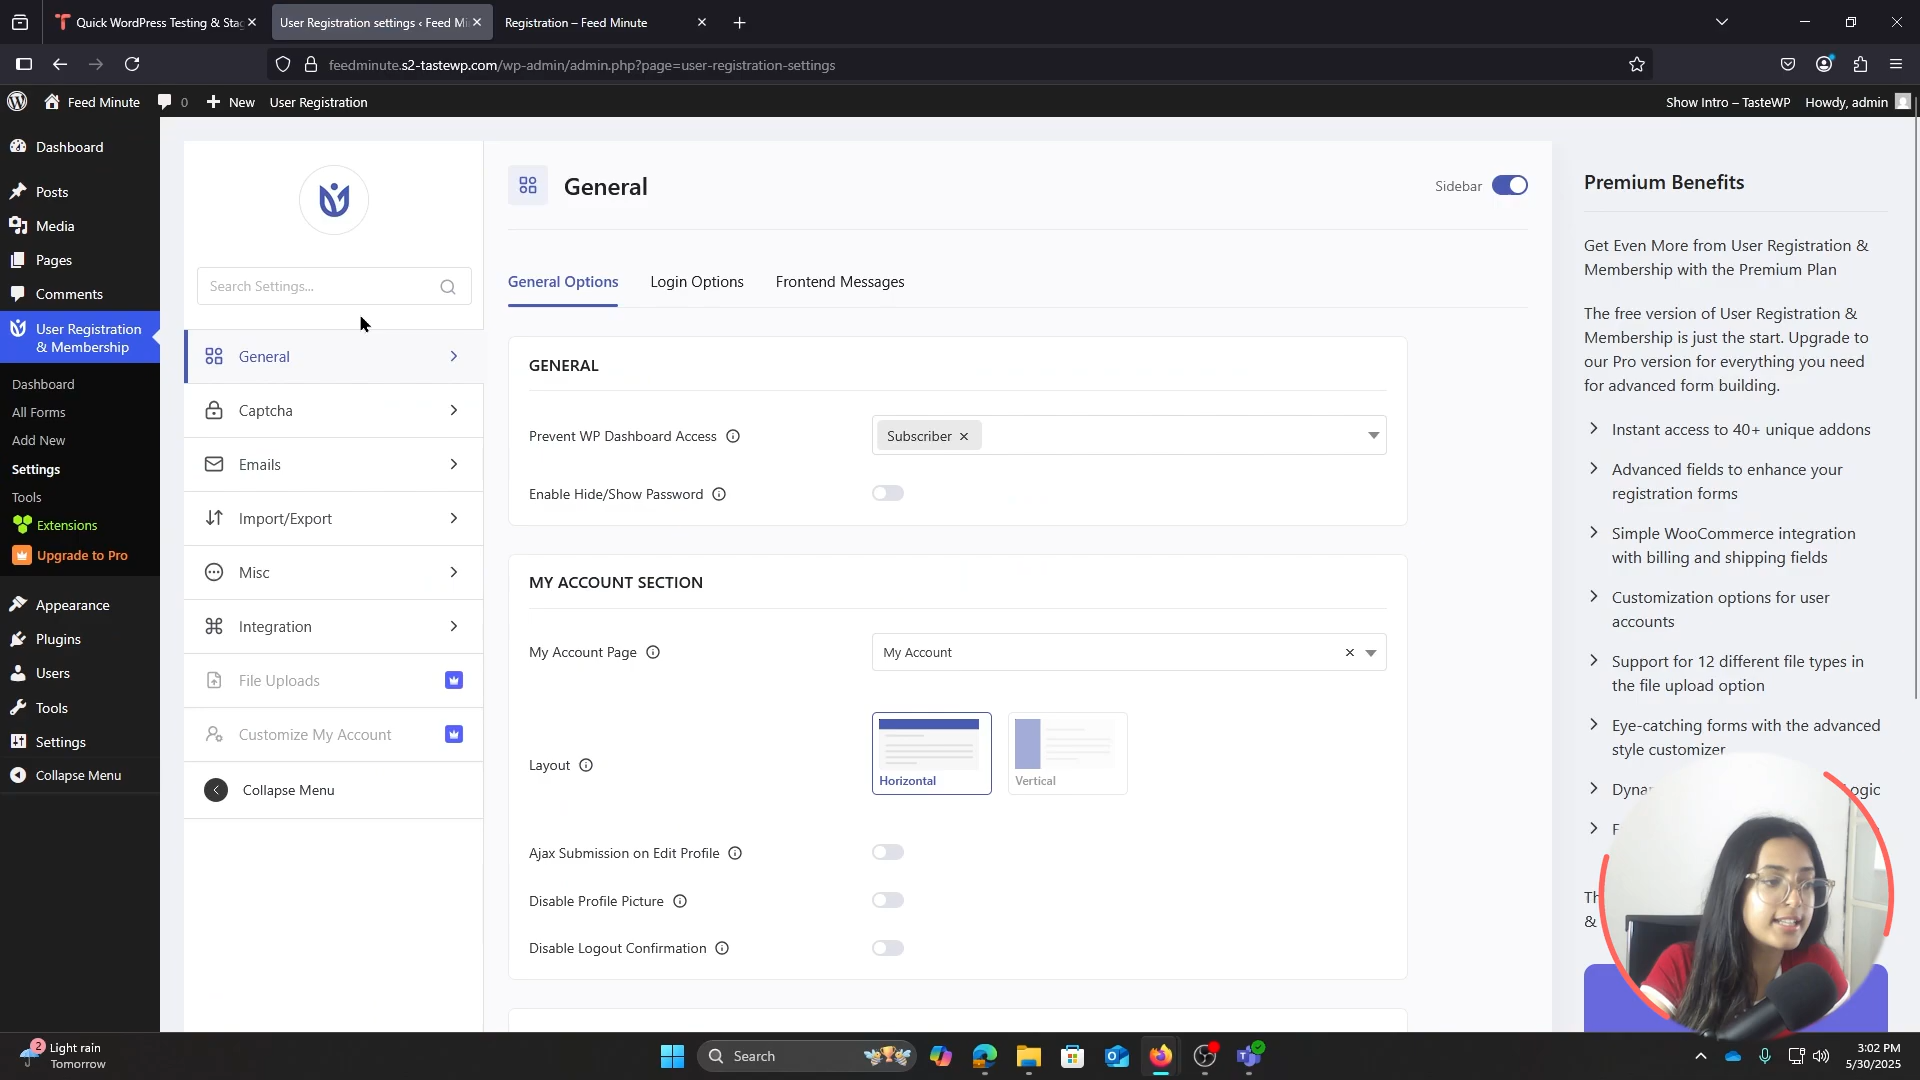 Quick WordPress Testing & Stag
User Registration settings ‹ Feed Mi
Registration – Feed Minute
feedminute.s2-tastewp.com/wp-admin/admin.php?page=user-registration-settings
Feed Minute
0
New
User Registration
Show Intro – TasteWP
Howdy, admin
Dashboard
Posts
Media
Pages
Comments
User Registration
& Membership
Dashboard
All Forms
Add New
Settings
Tools
Extensions
Upgrade to Pro
Appearance
Plugins
Users
Tools
Settings
Collapse Menu
Search Settings...
General
Captcha
Emails
Import/Export
Misc
Integration
File Uploads
Customize My Account
Collapse Menu
General
Sidebar
General Options
Login Options
Frontend Messages
GENERAL
Prevent WP Dashboard Access
Subscriber
Enable Hide/Show Password
MY ACCOUNT SECTION
My Account Page
My Account
Layout
Horizontal
Vertical
Ajax Submission on Edit Profile
Disable Profile Picture
Disable Logout Confirmation
Premium Benefits
Get Even More from User Registration &
Membership with the Premium Plan
The free version of User Registration &
Membership is just the start. Upgrade to
our Pro version for everything you need
for advanced form building.
Instant access to 40+ unique addons
Advanced fields to enhance your
registration forms
Simple WooCommerce integration
with billing and shipping fields
Customization options for user
accounts
Support for 12 different file types in
the file upload option
Eye-catching forms with the advanced
style customizer
2
Light rain
Tomorrow
Search
3:02 PM
5/30/2025